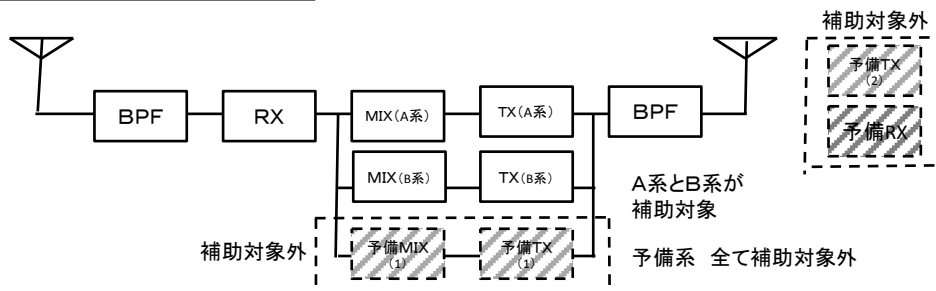 補助対象外
予備TX
(2)
BPF
RX
MIX(A系)
TX(A系)
BPF
予備RX
MIX(B系)
TX(B系)
A系とB系が
補助対象
補助対象外
予備MIX
(1)
予備TX
(1)
予備系 全て補助対象外